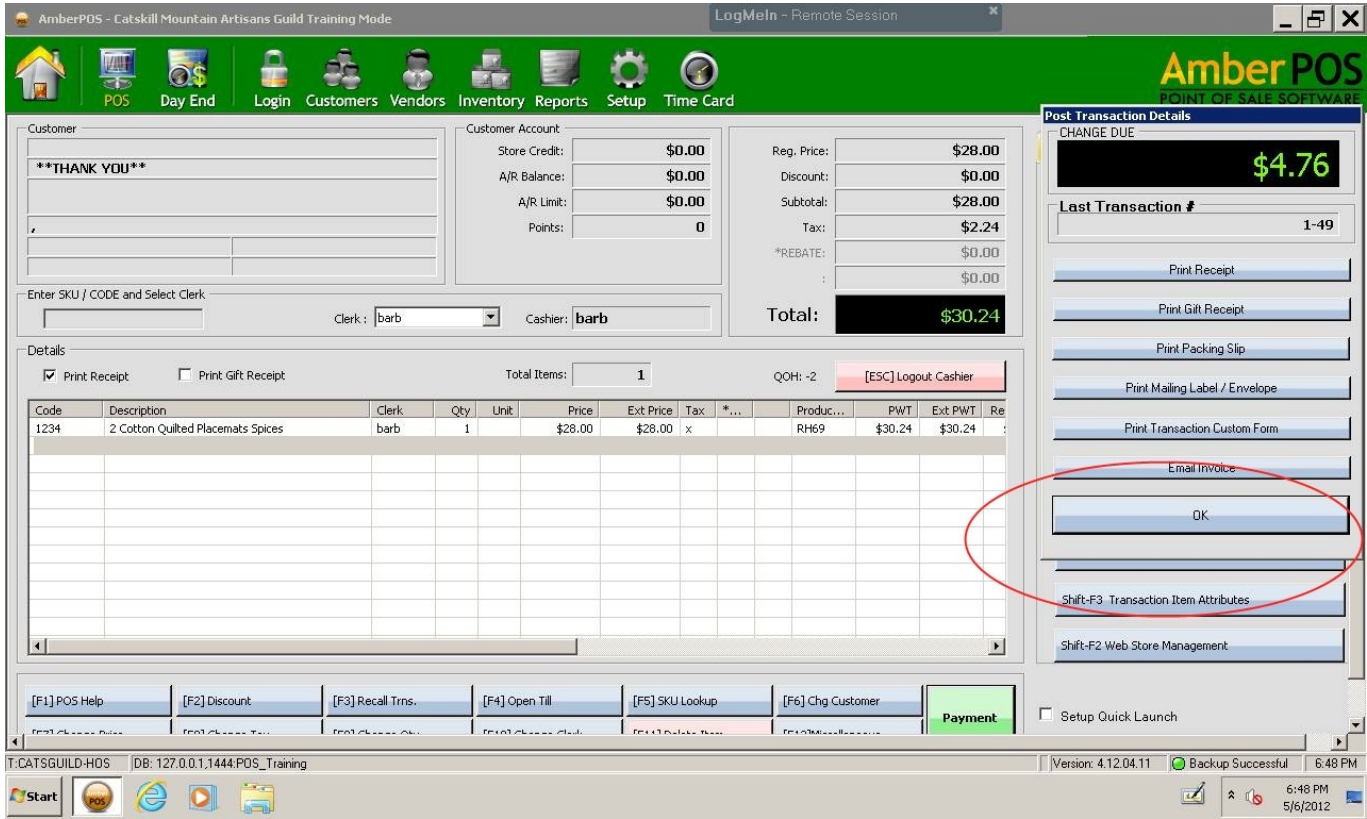 AmberPOS - Catskill Mountain Artisans Guild Training Mode
LogMeIn - Remote Session
POS
Day End
Login
Customers
Vendors
Inventory
Reports
Setup
Time Card
AmberPOS
POINT OF SALE SOFTWARE
Customer
**THANK YOU**
,
Customer Account
Store Credit: $0.00
A/R Balance: $0.00
A/R Limit: $0.00
Points: 0
Reg. Price: $28.00
Discount: $0.00
Subtotal: $28.00
Tax: $2.24
*REBATE: $0.00
: $0.00
Total: $30.24
Enter SKU / CODE and Select Clerk
Clerk: barb
Cashier: barb
Details
Print Receipt
Print Gift Receipt
Total Items: 1
QOH: -2
[ESC] Logout Cashier
Code Description Clerk Qty Unit Price Ext Price Tax *... Produc... PWT Ext PWT Re
1234 2 Cotton Quilted Placemats Spices barb 1 $28.00 $28.00 x RH69 $30.24 $30.24
Post Transaction Details
CHANGE DUE
$4.76
Last Transaction #
1-49
Print Receipt
Print Gift Receipt
Print Packing Slip
Print Mailing Label / Envelope
Print Transaction Custom Form
Email Invoice
OK
Shift-F3 Transaction Item Attributes
Shift-F2 Web Store Management
Setup Quick Launch
[F1] POS Help
[F2] Discount
[F3] Recall Trns.
[F4] Open Till
[F5] SKU Lookup
[F6] Chg Customer
Payment
T:CATSGUILD-HOS
DB: 127.0.0.1,1444:POS_Training
Version: 4.12.04.11
Backup Successful
6:48 PM
Start
POS
6:48 PM
5/6/2012